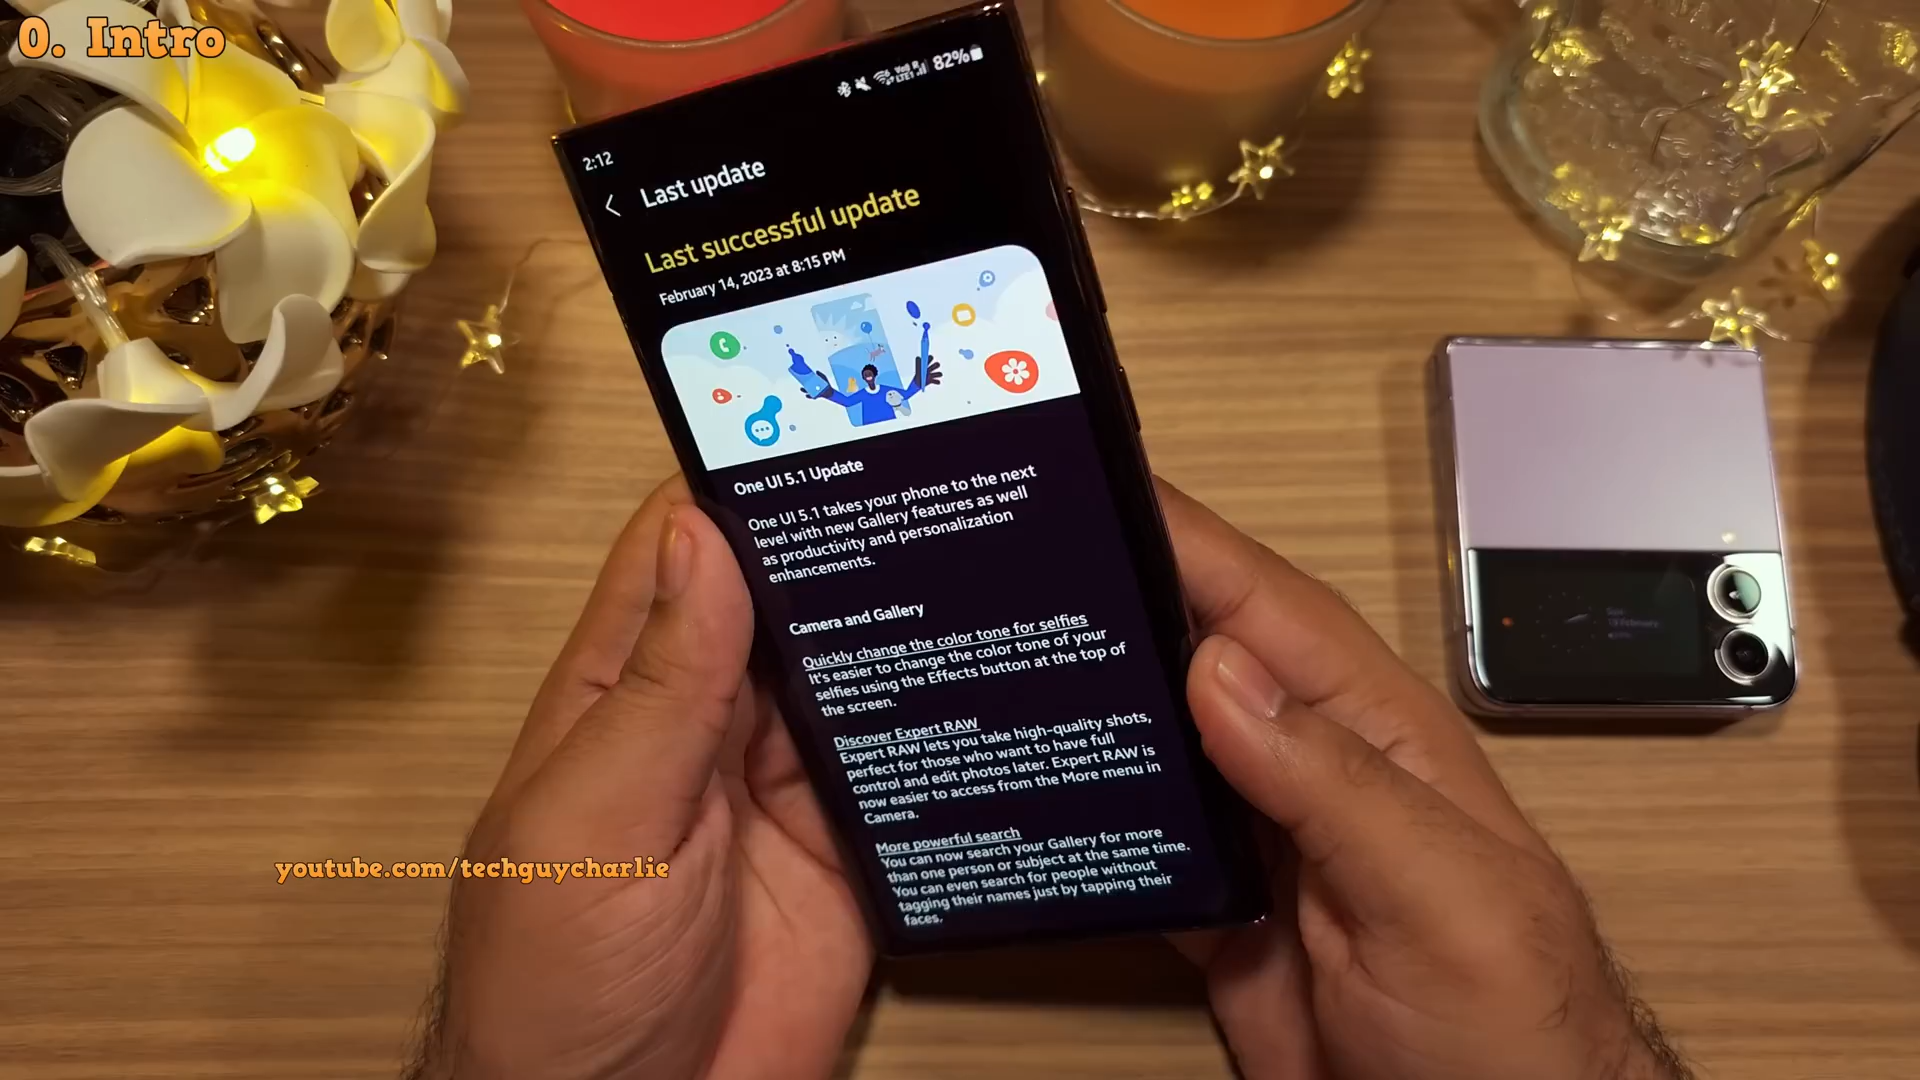 0. Intro
82%
2:12
Last update
Last successful update
February 14, 2023 at 8:15 PM
One UI 5.1 Update
One UI 5.1 takes your phone to the next
level with new Gallery features as well
as productivity and personalization
enhancements.
Camera and Gallery
Quickly change the color tone for selfies
It's easier to change the color tone of your
selfies using the Effects button at the top of
the screen.
Discover Expert RAW
Expert RAW lets you take high-quality shots,
perfect for those who want to have full
control and edit photos later. Expert RAW is
now easier to access from the More menu in
Camera.
More powerful search
You can now search your Gallery for more
than one person or subject at the same time.
You can even search for people without
tagging their names just by tapping their
faces.
youtube.com/techguycharlie